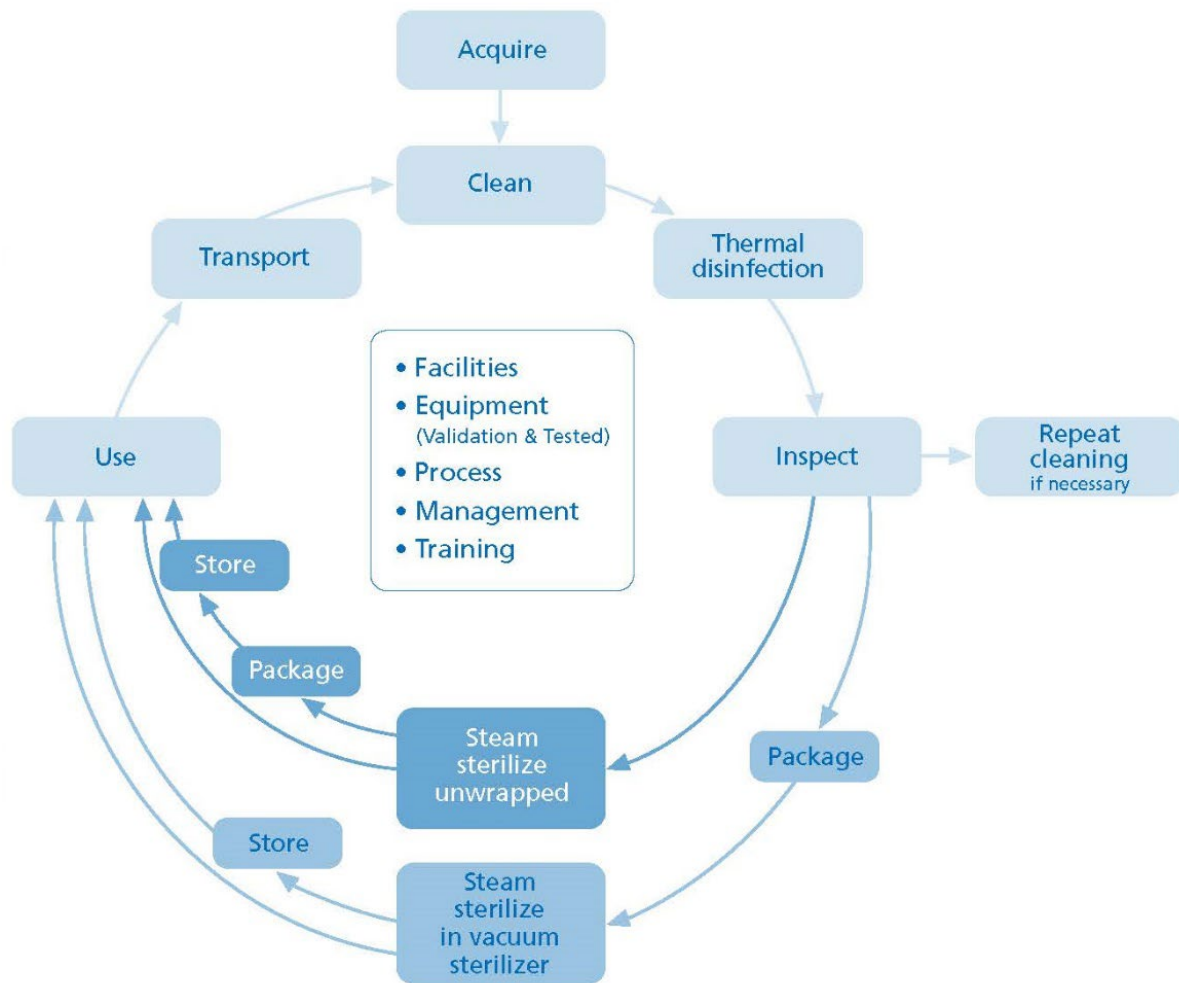 Acquire
Clean
Transport
Thermal
disinfection
• Facilities
• Equipment
(Validation & Tested)
• Process
• Management
• Training
Use
Inspect
Repeat
cleaning
if necessary
Store
Package
Steam
sterilize
unwrapped
Package
Store
Steam
sterilize
in vacuum
sterilizer